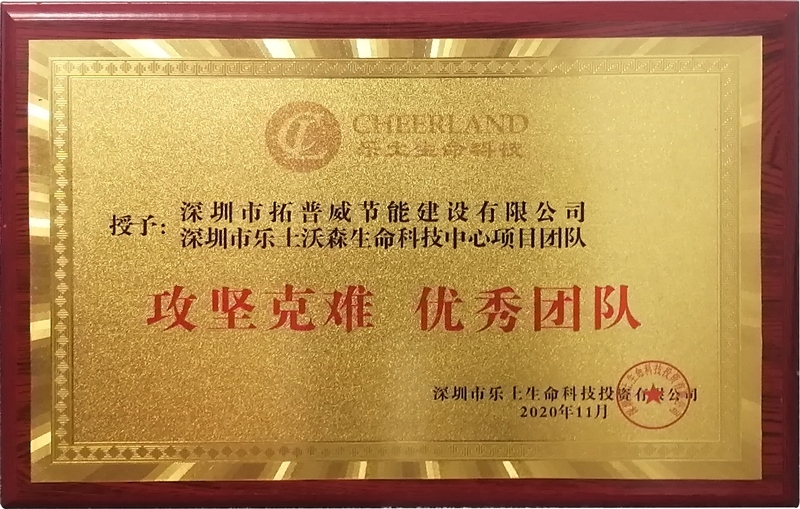 CHEERLAND
乐土生命科技
授予:
深圳市拓普威节能建设有限公司
深圳市乐土沃森生命科技中心项目团队
攻坚克难 优秀团队
深圳市乐土生命科技投资有限公司
2020年11月